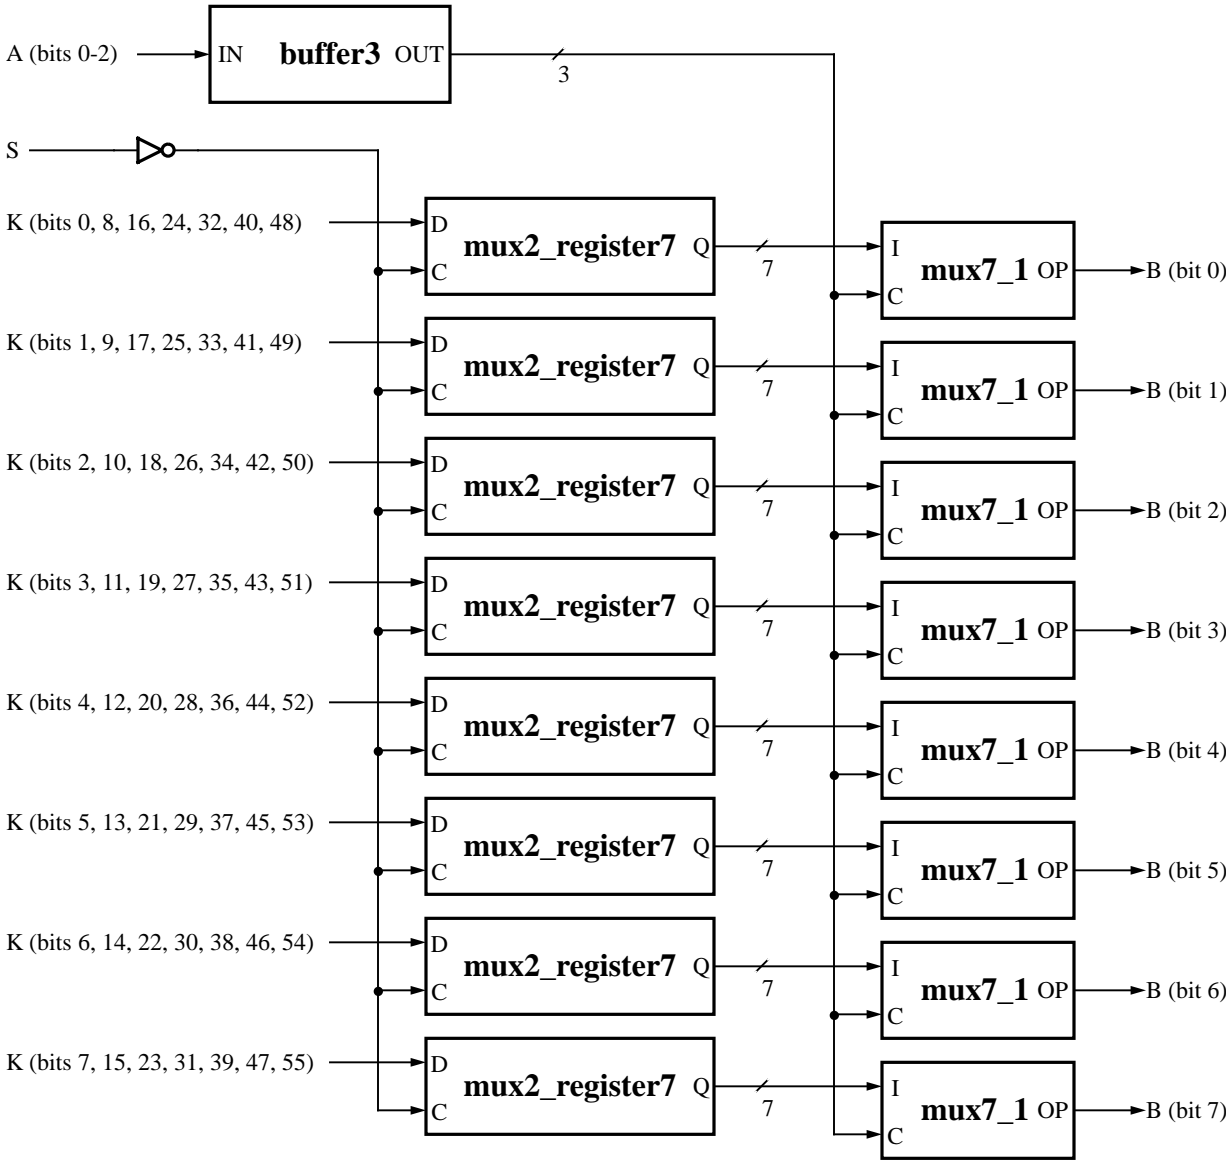 A (bits 0-2) IN buffer3 OUT
3
S
K (bits 0, 8, 16, 24, 32, 40, 48) D mux2_register7 Q
C 7
I mux7_1 OP B (bit 0)
C
K (bits 1, 9, 17, 25, 33, 41, 49) D mux2_register7 Q
C 7
I mux7_1 OP B (bit 1)
C
K (bits 2, 10, 18, 26, 34, 42, 50) D mux2_register7 Q
C 7
I mux7_1 OP B (bit 2)
C
K (bits 3, 11, 19, 27, 35, 43, 51) D mux2_register7 Q
C 7
I mux7_1 OP B (bit 3)
C
K (bits 4, 12, 20, 28, 36, 44, 52) D mux2_register7 Q
C 7
I mux7_1 OP B (bit 4)
C
K (bits 5, 13, 21, 29, 37, 45, 53) D mux2_register7 Q
C 7
I mux7_1 OP B (bit 5)
C
K (bits 6, 14, 22, 30, 38, 46, 54) D mux2_register7 Q
C 7
I mux7_1 OP B (bit 6)
C
K (bits 7, 15, 23, 31, 39, 47, 55) D mux2_register7 Q
C 7
I mux7_1 OP B (bit 7)
C